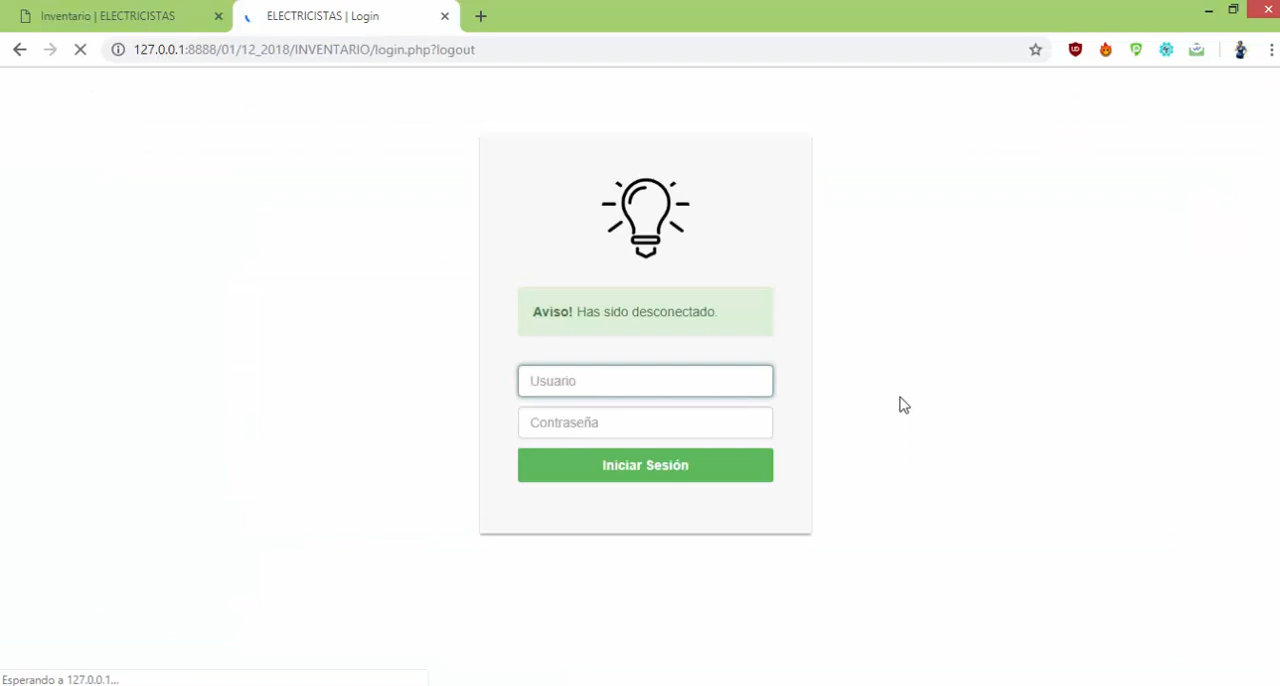 Inventario | ELECTRICISTAS
ELECTRICISTAS | Login
127.0.0.1:8888/01/12_2018/INVENTARIO/login.php?logout
Aviso! Has sido desconectado.
Usuario
Contraseña
Iniciar Sesión
Esperando a 127.0.0.1...